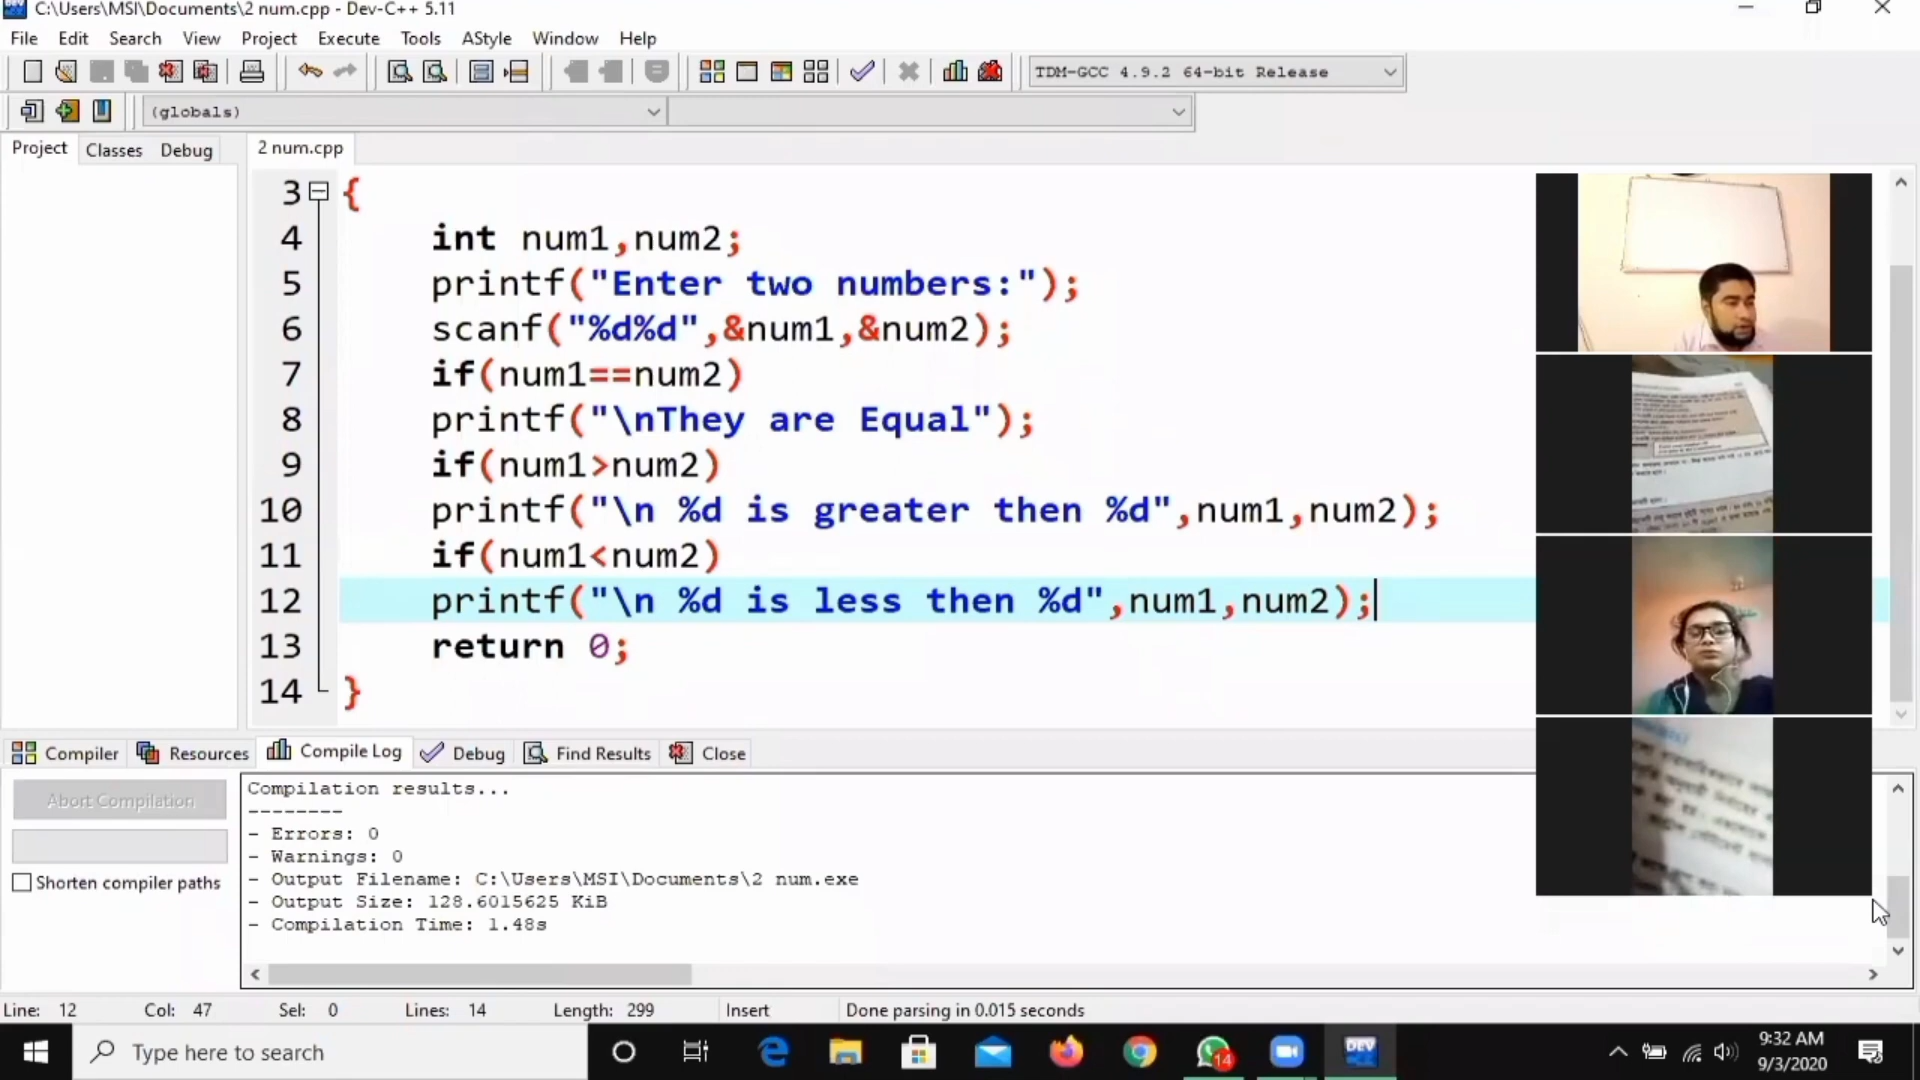 C:\Users\MSI\Documents\2 num.cpp - Dev-C++ 5.11
File Edit Search View Project Execute Tools AStyle Window Help
TDM-GCC 4.9.2 64-bit Release
(globals)
Project Classes Debug
2 num.cpp
3 {
4 int num1,num2;
5 printf("Enter two numbers:");
6 scanf("%d%d",&num1,&num2);
7 if(num1==num2)
8 printf("\nThey are Equal");
9 if(num1>num2)
10 printf("\n %d is greater then %d",num1,num2);
11 if(num1<num2)
12 printf("\n %d is less then %d",num1,num2);
13 return 0;
14 }
Compiler Resources Compile Log Debug Find Results Close
Abort Compilation
Shorten compiler paths
Compilation results...
--------
- Errors: 0
- Warnings: 0
- Output Filename: C:\Users\MSI\Documents\2 num.exe
- Output Size: 128.6015625 KiB
- Compilation Time: 1.48s
Line: 12 Col: 47 Sel: 0 Lines: 14 Length: 299 Insert Done parsing in 0.015 seconds
Type here to search
14
DEV
9:32 AM
9/3/2020